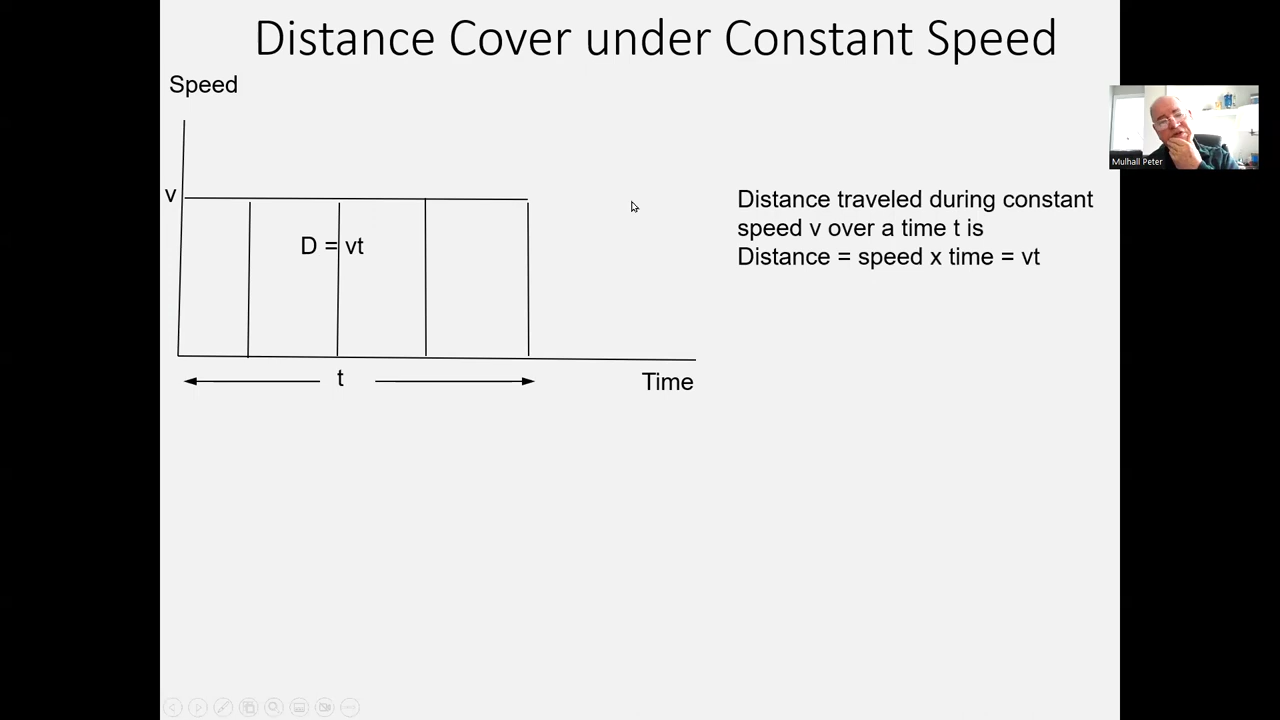 Distance Cover under Constant Speed
Speed
Mulhall Peter
v
D = vt
Distance traveled during constant
speed v over a time t is
Distance = speed x time = vt
t
Time